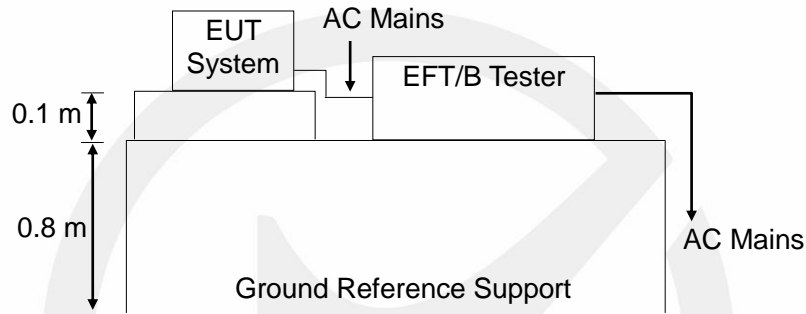 EUT
System
AC Mains
EFT/B Tester
0.1 m
0.8 m
AC Mains
Ground Reference Support